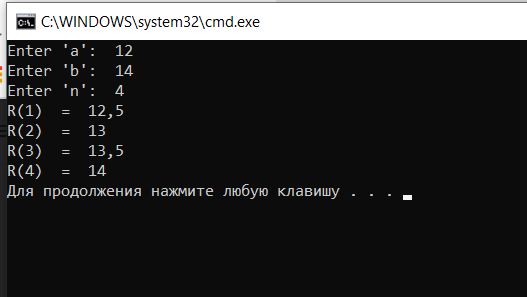 C:\WINDOWS\system32\cmd.exe
Enter 'a':  12
Enter 'b':  14
Enter 'n':  4
R(1)  =  12,5
R(2)  =  13
R(3)  =  13,5
R(4)  =  14
Для продолжения нажмите любую клавишу . . .